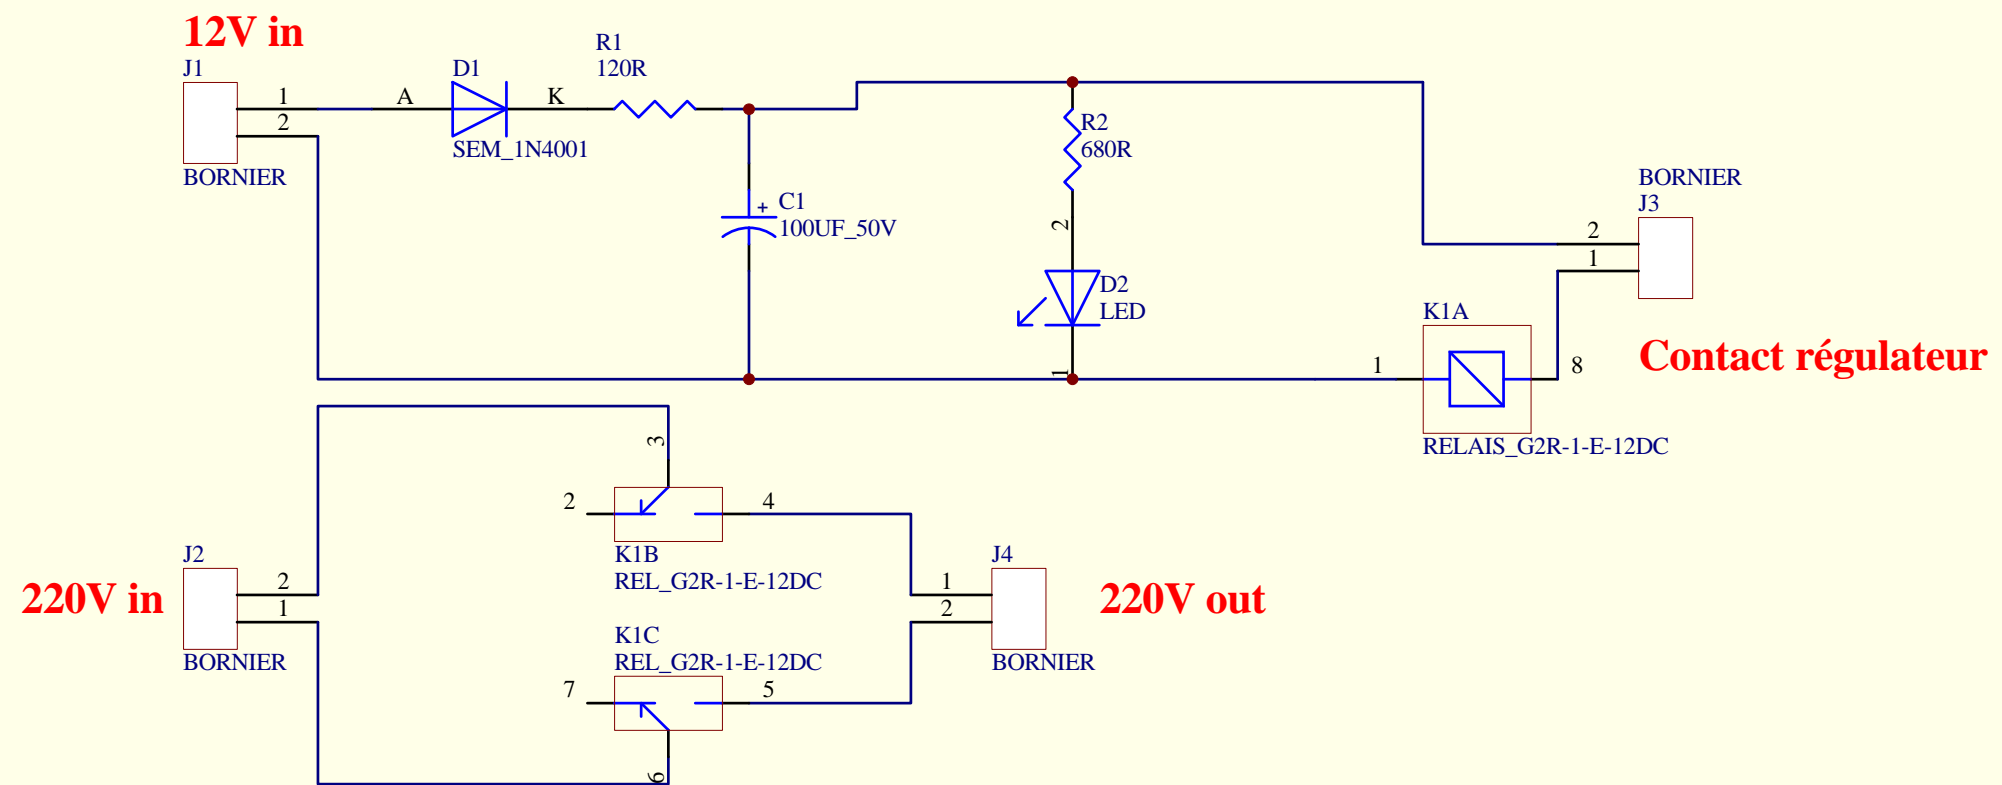 12V in
J1
1
2
BORNIER
A
D1
K
SEM_1N4001
R1
120R
C1
+
100UF_50V
R2
680R
2
D2
LED
1
BORNIER
J3
2
1
Contact régulateur
K1A
1
8
RELAIS_G2R-1-E-12DC
220V in
J2
2
1
BORNIER
3
2
4
K1B
REL_G2R-1-E-12DC
K1C
REL_G2R-1-E-12DC
7
5
6
J4
1
2
BORNIER
220V out